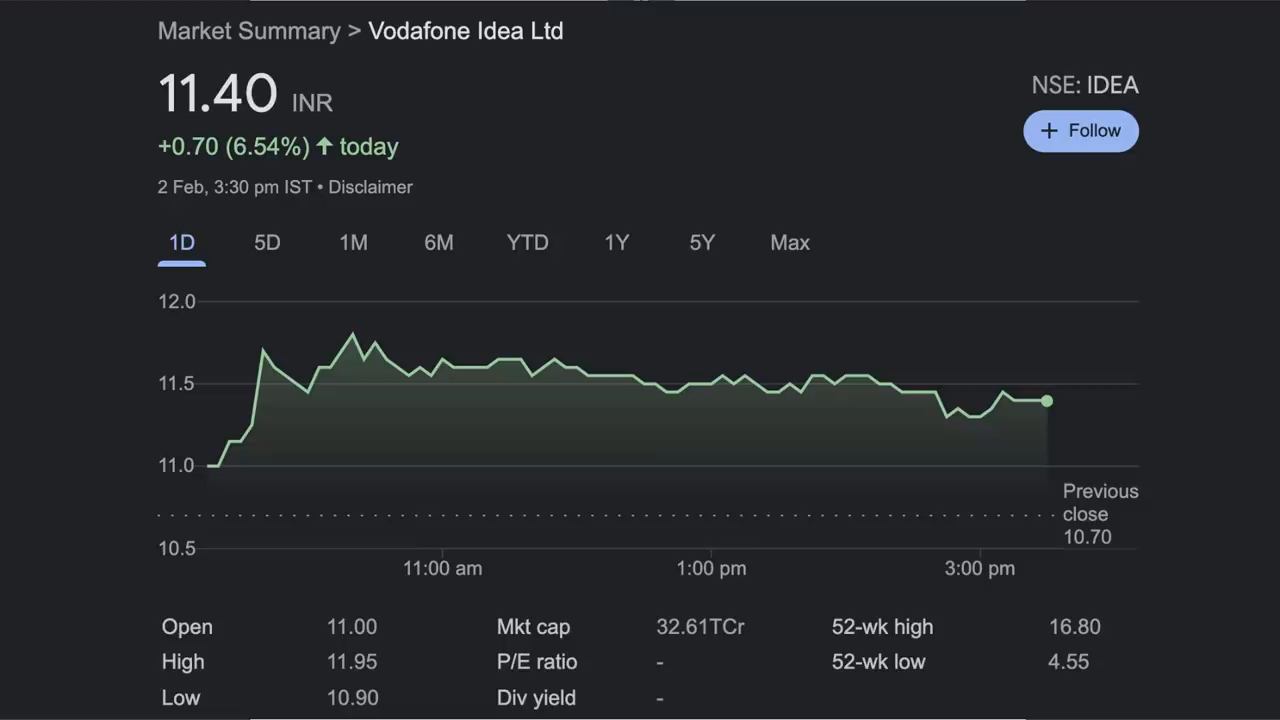 Market Summary > Vodafone Idea Ltd
11.40 INR
NSE: IDEA
+ Follow
+0.70 (6.54%) ↑ today
2 Feb, 3:30 pm IST • Disclaimer
1D 5D 1M 6M YTD 1Y 5Y Max
12.0
11.5
11.0
Previous
close
10.70
10.5
11:00 am 1:00 pm 3:00 pm
Open 11.00 Mkt cap 32.61TCr 52-wk high 16.80
High 11.95 P/E ratio - 52-wk low 4.55
Low 10.90 Div yield -